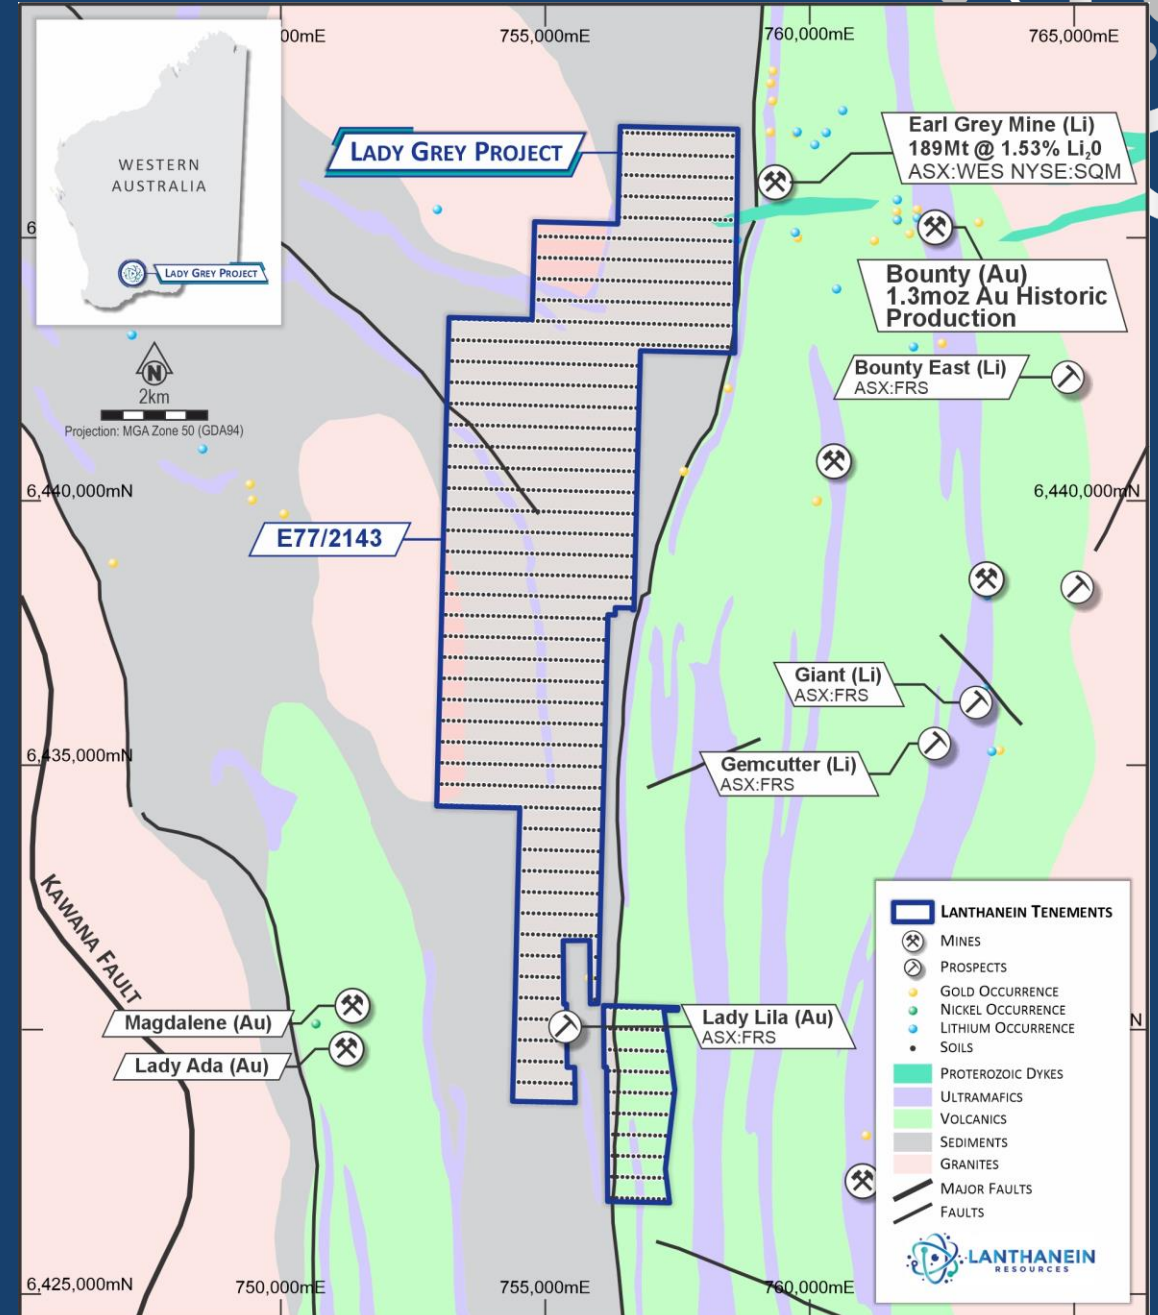 00mE
755,000mE
760,000mE
765,000mE
WESTERN
AUSTRALIA
LADY GREY PROJECT
LADY GREY PROJECT
Earl Grey Mine (Li)
189Mt @ 1.53% Li₂0
ASX:WES NYSE:SQM
6
Bounty (Au)
1.3moz Au Historic
Production
N
2km
Projection: MGA Zone 50 (GDA94)
Bounty East (Li)
ASX:FRS
6,440,000mN
6,440,000mN
E77/2143
Giant (Li)
ASX:FRS
6,435,000mN
Gemcutter (Li)
ASX:FRS
KAWANA FAULT
Magdalene (Au)
Lady Ada (Au)
Lady Lila (Au)
ASX:FRS
N
LANTHANEIN TENEMENTS
MINES
PROSPECTS
GOLD OCCURRENCE
NICKEL OCCURRENCE
LITHIUM OCCURRENCE
SOILS
PROTEROZOIC DYKES
ULTRAMAFICS
VOLCANICS
SEDIMENTS
GRANITES
MAJOR FAULTS
FAULTS
LANTHANEIN
RESOURCES
6,425,000mN
750,000mE
755,000mE
760,000mE